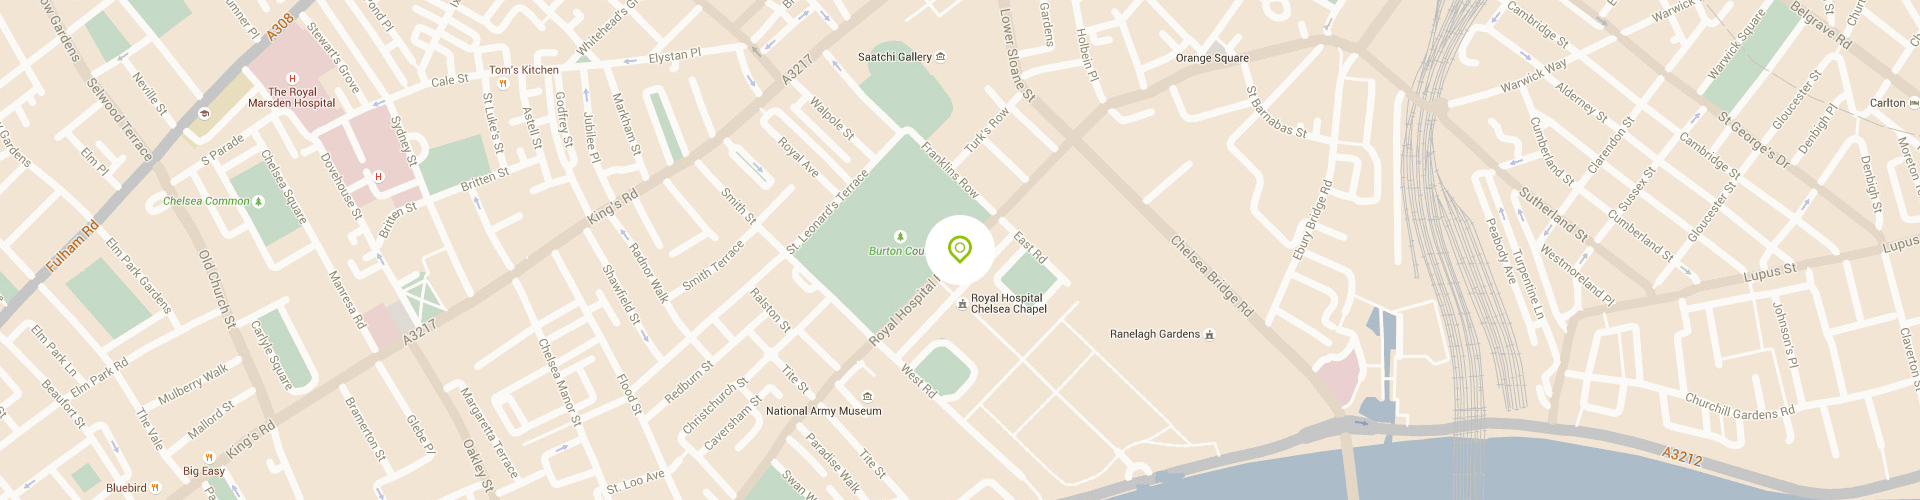 A308
Stewart's Grove
Pond Pl
Whitehead's
Elystan Pl
A3217
Saatchi Gallery
Lower Sloane St
Gardens
Holbein Pl
Orange Square
Cambridge St
Warwick
Belgrave Rd
Warwick Square
Warwick Way
Gardens
Neville St
Selwood Terrace
H
The Royal
Marsden Hospital
Cale St
Tom's Kitchen
St Luke's St
Astell St
Godfrey St
Jubilee Pl
Markham St
Walpole St
Royal Ave
Turk's Row
Franklins Row
St Barnabas St
Alderney St
Gloucester St
Denbigh Pl
Carlton
St George's Dr
Moreton
Denbigh St
Gardens
Elm Pl
S Parade
Sydney St
H
Chelsea Square
Dovehouse St
Chelsea Common
Britten St
Britten St
King's Rd
Smith St
St. Leonard's Terrace
Cumberland St
Clarendon St
Cambridge St
Sussex St
Gloucester St
Sutherland St
Cumberland St
Fulham Rd
Elm Park Gardens
Old Church St
Manresa Rd
Radnor Walk
Shawfield St
Smith Terrace
Burton Cou
East Rd
Chelsea Bridge Rd
Ebury Bridge Rd
Peabody Ave
Turpentine Ln
Westmoreland Pl
Lupus St
Lupus
Royal Hospital
Royal Hospital
Chelsea Chapel
Ranelagh Gardens
A3217
Ralston St
Carlyle Square
Elm Park Ln
Elm Park Rd
Mulberry Walk
Beaufort St
Mallord St
The Vale
King's Rd
Chelsea Manor St
Flood St
Redburn St
Tite St
Christchurch St
Caversham St
West Rd
National Army Museum
Johnson's Pl
Claverton
Churchill Gardens Rd
Bramerton St
Glebe Pl
Margaretta Terrace
Oakley St
St. Loo Ave
Paradise Walk
Tite St
Swan W
A3212
Big Easy
Bluebird
Pa